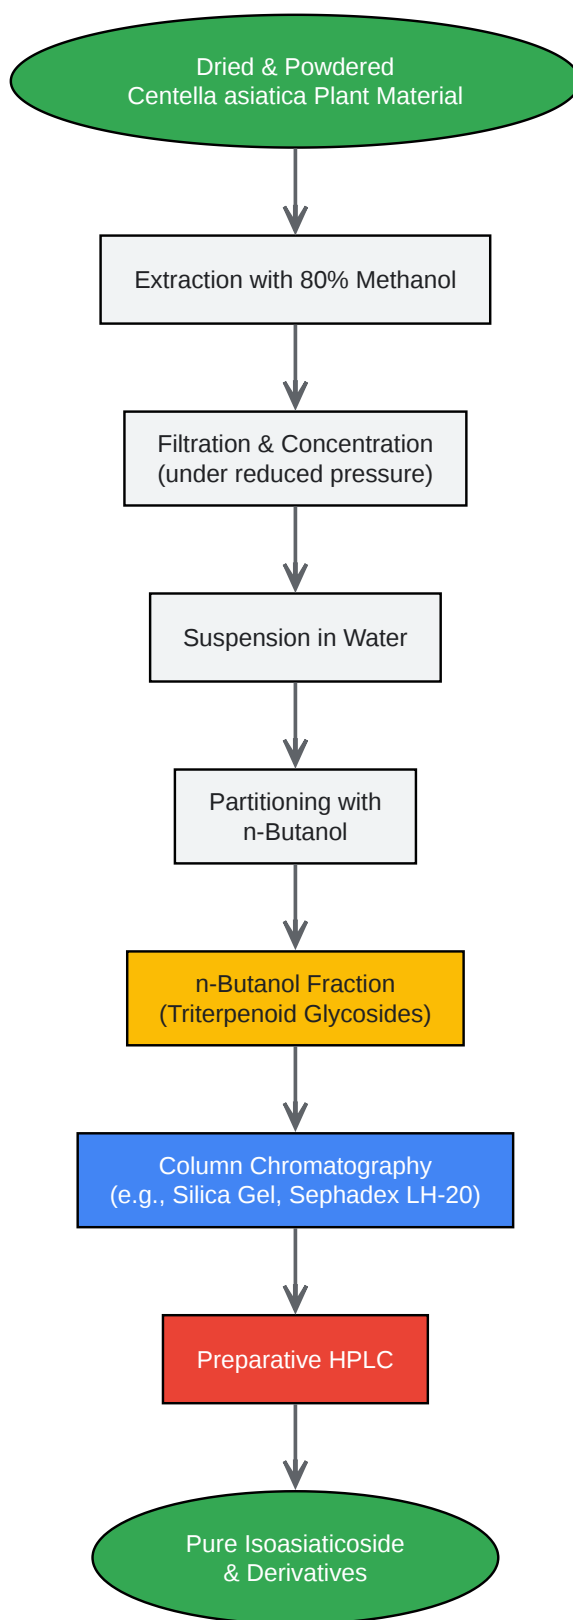 Dried & Powdered
Centella asiatica Plant Material
Extraction with 80% Methanol
Filtration & Concentration
(under reduced pressure)
Suspension in Water
Partitioning with
n-Butanol
n-Butanol Fraction
(Triterpenoid Glycosides)
Column Chromatography
(e.g., Silica Gel, Sephadex LH-20)
Preparative HPLC
Pure Isoasiaticoside
& Derivatives